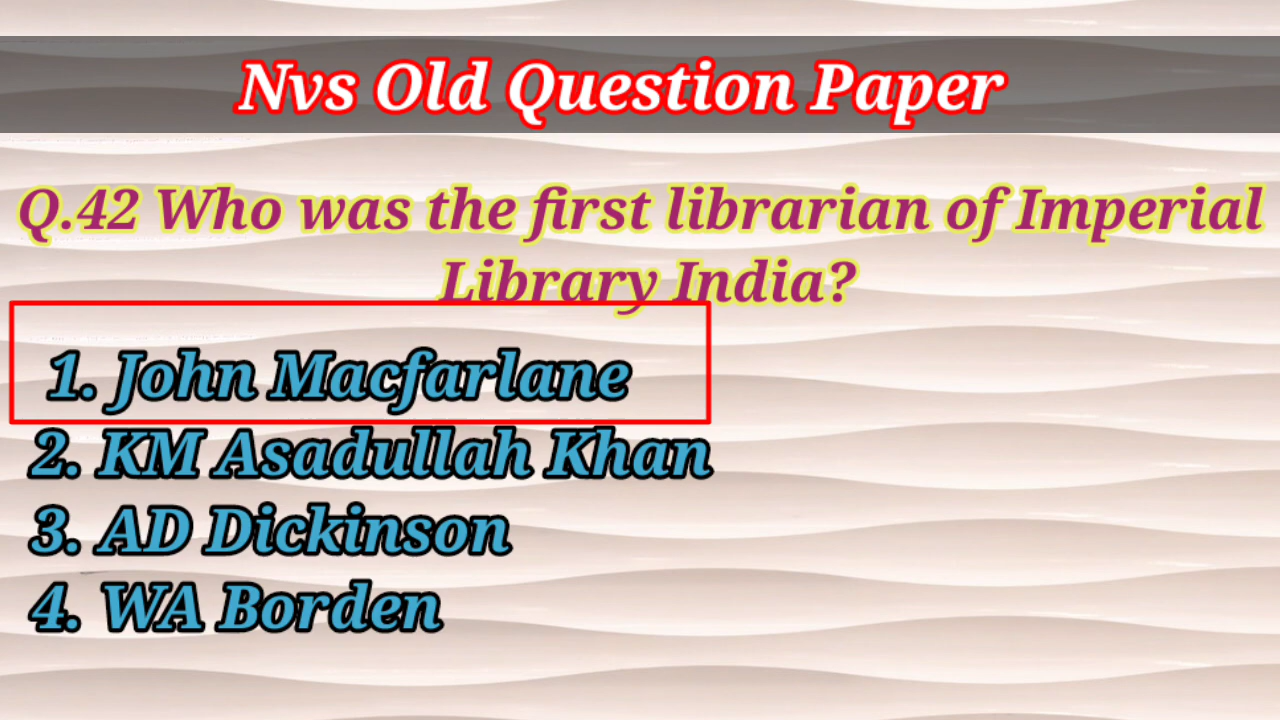 Nvs Old Question Paper
Q.42 Who was the first librarian of Imperial
Library India?
1. John Macfarlane
2. KM Asadullah Khan
3. AD Dickinson
4. WA Borden